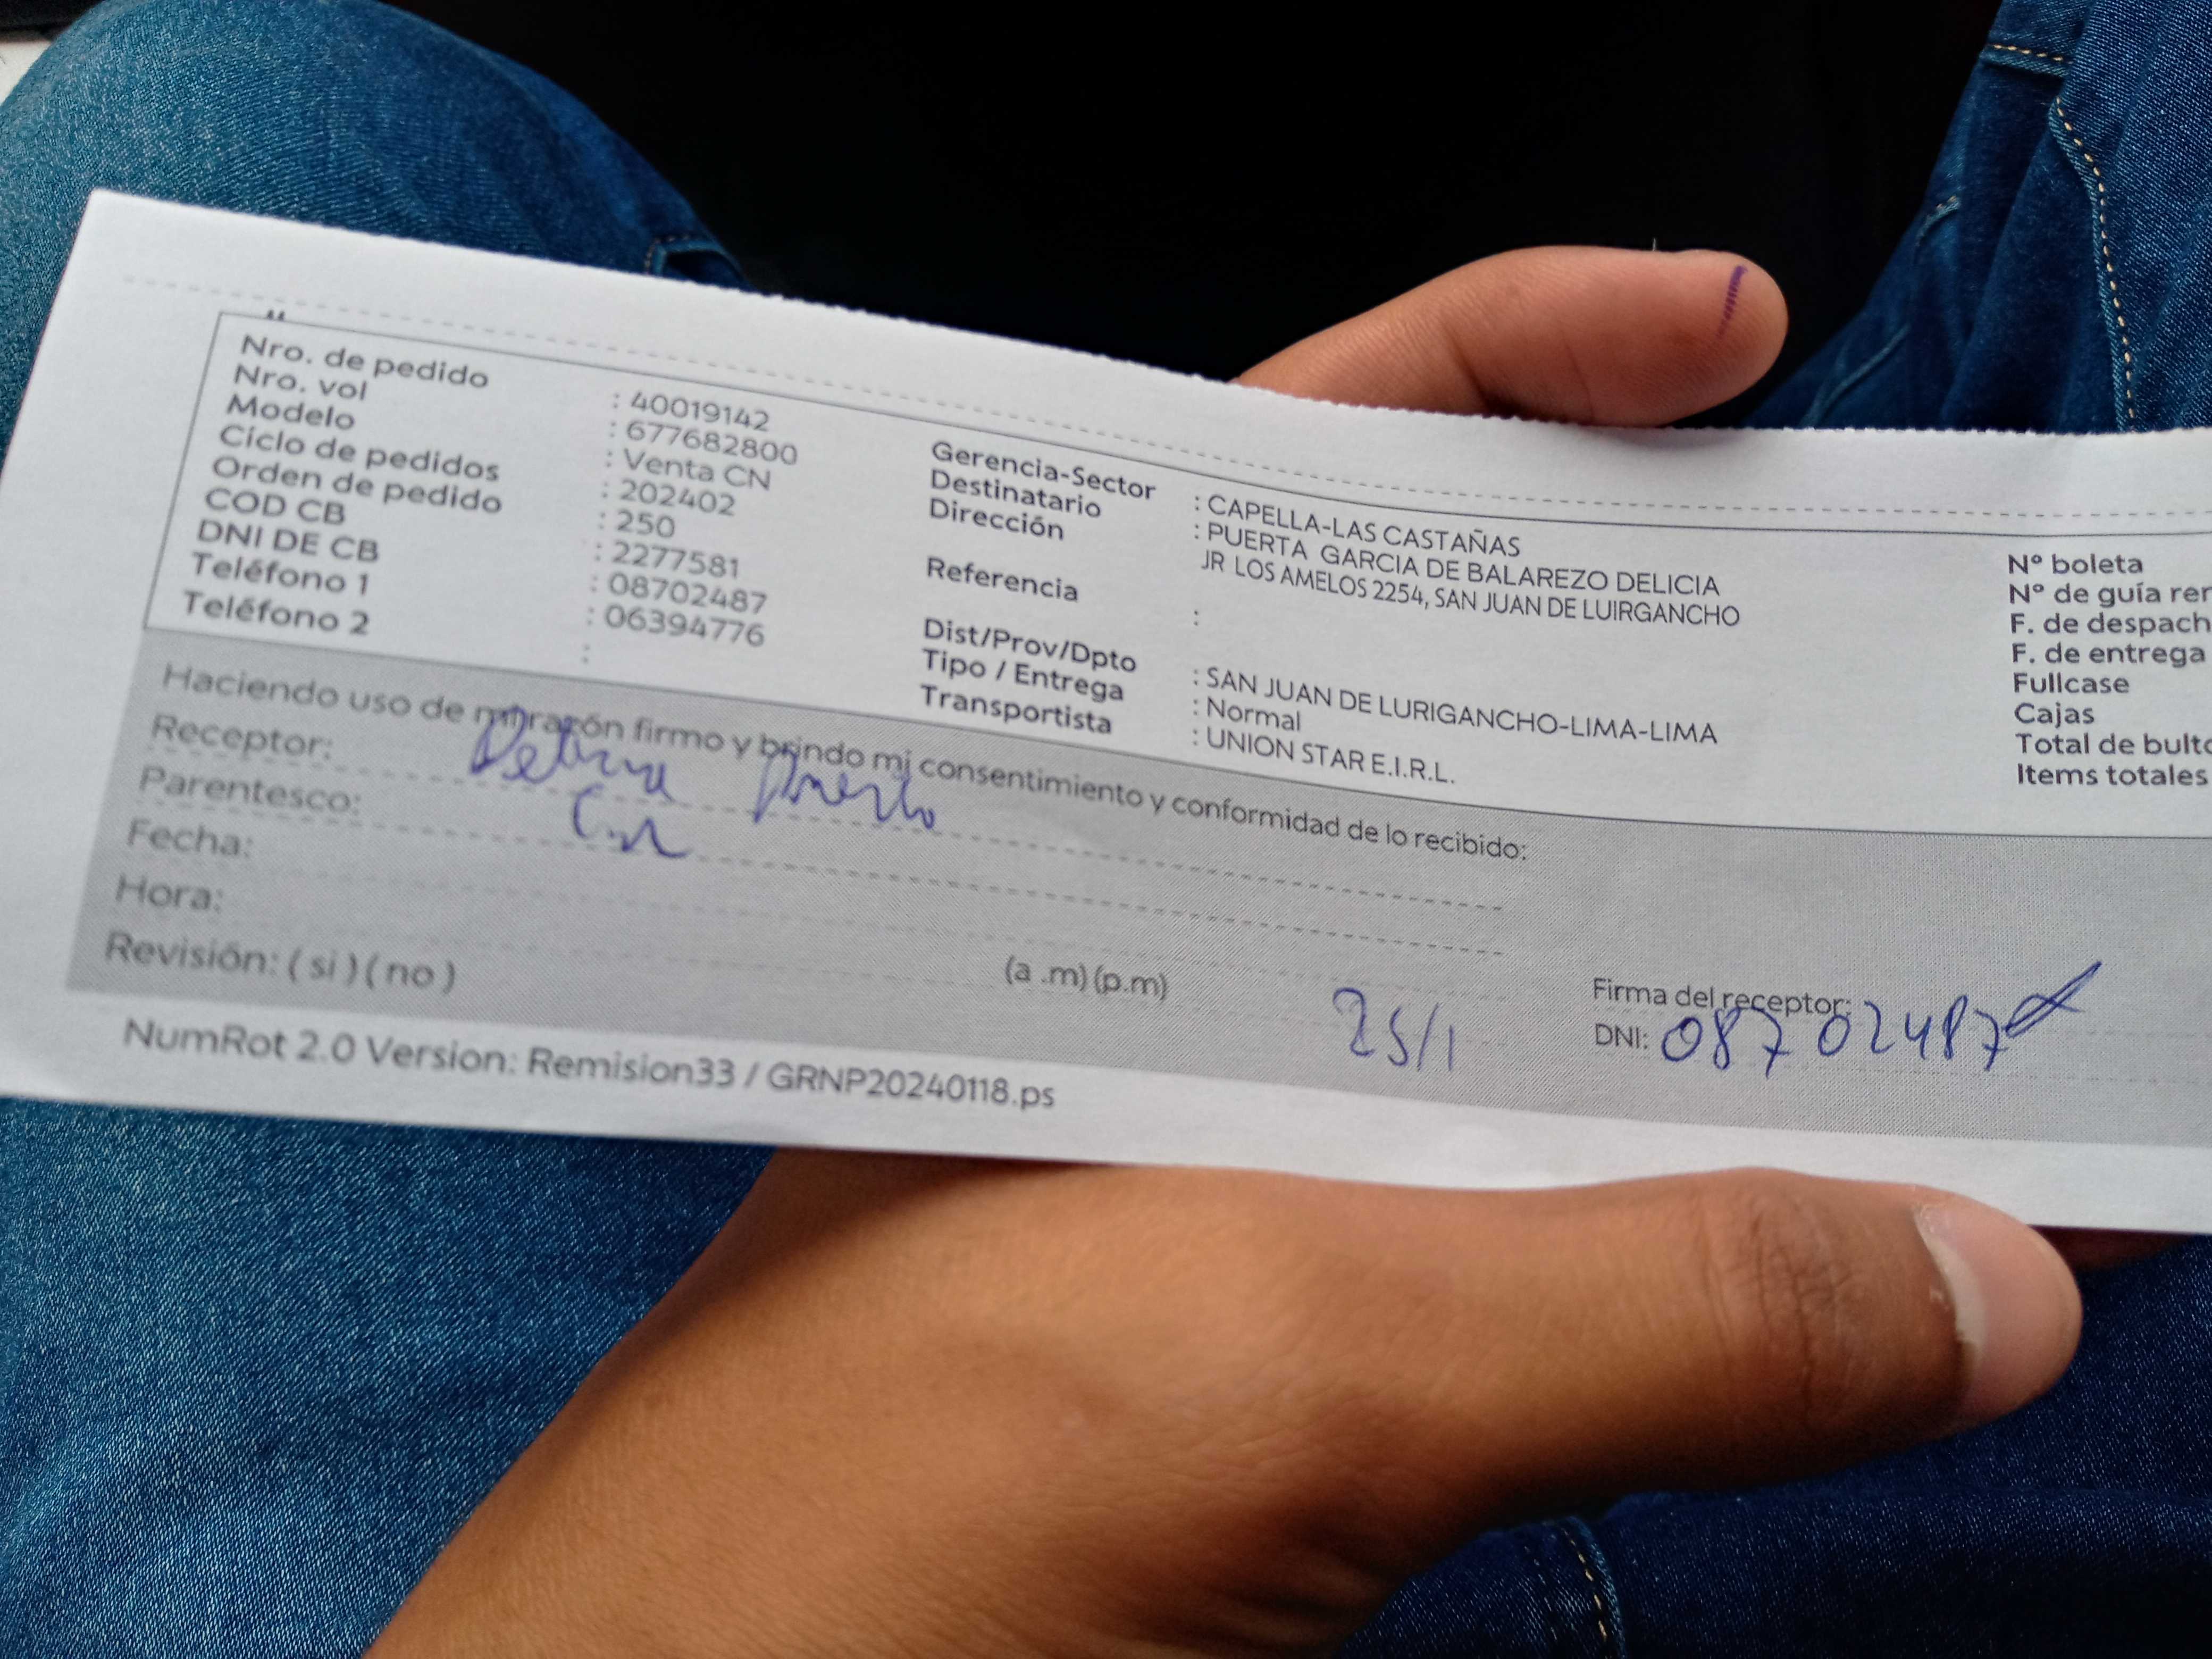 Nro. de pedido : 40019142
Nro. vol : 677682800
Modelo : Venta CN
Ciclo de pedidos : 202402
Orden de pedido : 250
COD CB : 2277581
DNI DE CB : 08702487
Teléfono 1 : 06394776
Teléfono 2 :
Gerencia-Sector : CAPELLA-LAS CASTAÑAS
Destinatario : PUERTA GARCIA DE BALAREZO DELICIA
Dirección JR LOS AMELOS 2254, SAN JUAN DE LUIRGANCHO
Referencia :
Dist/Prov/Dpto : SAN JUAN DE LURIGANCHO-LIMA-LIMA
Tipo / Entrega : Normal
Transportista : UNION STAR E.I.R.L.
Nº boleta
Nº de guía rem
F. de despach
F. de entrega
Fullcase
Cajas
Total de bulto
Items totales
Haciendo uso de mi razón firmo y brindo mi consentimiento y conformidad de lo recibido:
Receptor:
Parentesco:
Fecha:
Hora: (a .m) (p.m)
Revisión: ( si ) ( no )
25/1
Firma del receptor:
DNI: 08702487
NumRot 2.0 Version: Remision33 / GRNP20240118.ps